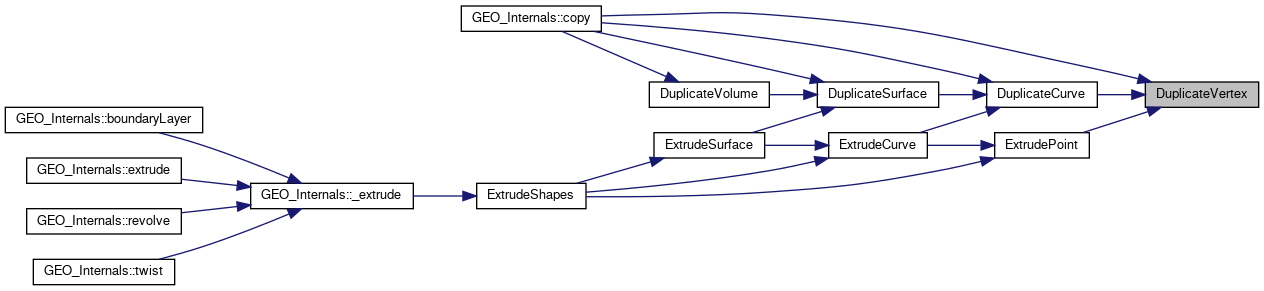 GEO_Internals::copy
DuplicateVolume
DuplicateSurface
DuplicateCurve
DuplicateVertex
GEO_Internals::boundaryLayer
ExtrudeSurface
ExtrudeCurve
ExtrudePoint
GEO_Internals::extrude
GEO_Internals::_extrude
ExtrudeShapes
GEO_Internals::revolve
GEO_Internals::twist